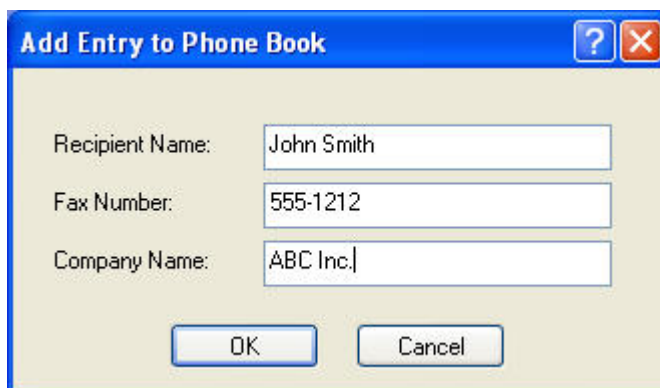 Add Entry to Phone Book ?
Recipient Name: John Smith
Fax Number: 555-1212
Company Name: ABC Inc.
OK Cancel